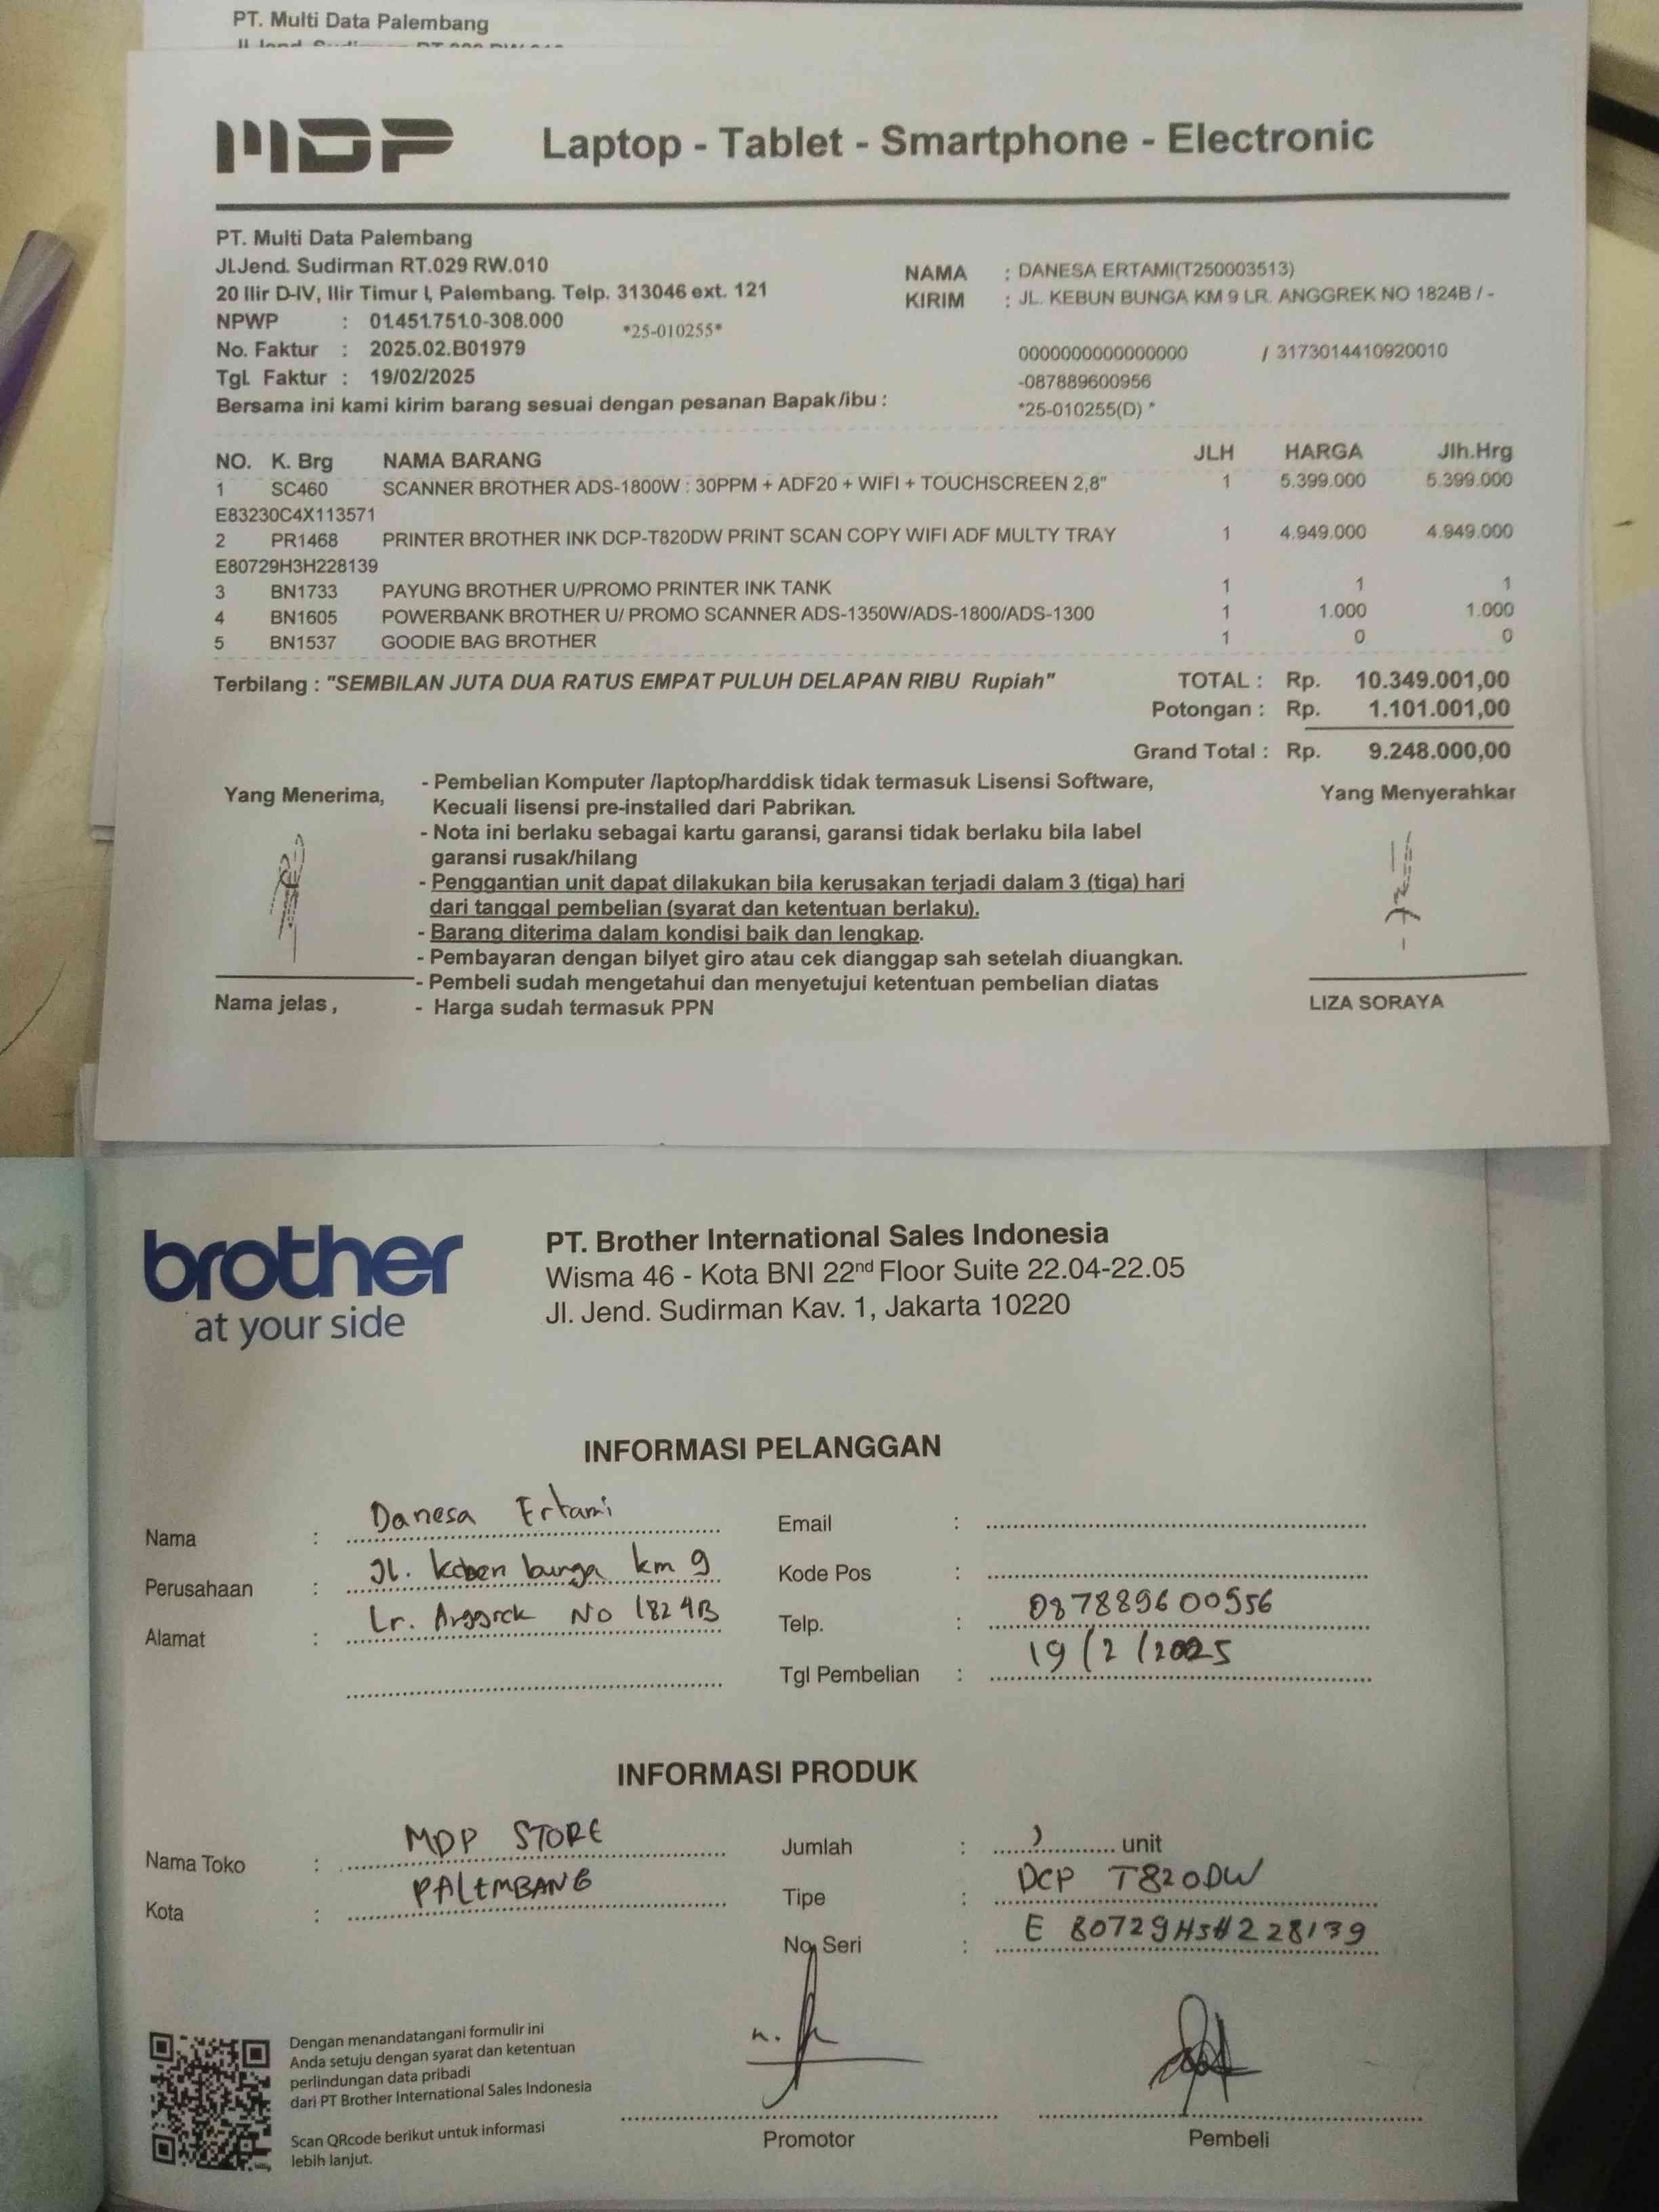 PT. Multi Data Palembang
MDP Laptop - Tablet - Smartphone - Electronic
PT. Multi Data Palembang
Jl.Jend. Sudirman RT.029 RW.010
20 Ilir D-IV, Ilir Timur I, Palembang. Telp. 313046 ext. 121
NPWP : 01.451.751.0-308.000 *25-010255*
No. Faktur : 2025.02.B01979
Tgl. Faktur : 19/02/2025
Bersama ini kami kirim barang sesuai dengan pesanan Bapak/ibu :
NAMA : DANESA ERTAMI(T250003513)
KIRIM : JL. KEBUN BUNGA KM 9 LR. ANGGREK NO 1824B / -
0000000000000000 / 3173014410920010
-087889600956
*25-010255(D) *
NO. K. Brg NAMA BARANG JLH HARGA Jlh.Hrg
1 SC460 SCANNER BROTHER ADS-1800W : 30PPM + ADF20 + WIFI + TOUCHSCREEN 2,8" 1 5.399.000 5.399.000
E83230C4X113571
2 PR1468 PRINTER BROTHER INK DCP-T820DW PRINT SCAN COPY WIFI ADF MULTY TRAY 1 4.949.000 4.949.000
E80729H3H228139
3 BN1733 PAYUNG BROTHER U/PROMO PRINTER INK TANK 1 1 1
4 BN1605 POWERBANK BROTHER U/ PROMO SCANNER ADS-1350W/ADS-1800/ADS-1300 1 1.000 1.000
5 BN1537 GOODIE BAG BROTHER 1 0 0
Terbilang : "SEMBILAN JUTA DUA RATUS EMPAT PULUH DELAPAN RIBU Rupiah"
TOTAL : Rp. 10.349.001,00
Potongan : Rp. 1.101.001,00
Grand Total : Rp. 9.248.000,00
Yang Menerima,
- Pembelian Komputer /laptop/harddisk tidak termasuk Lisensi Software,
Kecuali lisensi pre-installed dari Pabrikan.
- Nota ini berlaku sebagai kartu garansi, garansi tidak berlaku bila label
garansi rusak/hilang
- Penggantian unit dapat dilakukan bila kerusakan terjadi dalam 3 (tiga) hari
dari tanggal pembelian (syarat dan ketentuan berlaku).
- Barang diterima dalam kondisi baik dan lengkap.
- Pembayaran dengan bilyet giro atau cek dianggap sah setelah diuangkan.
- Pembeli sudah mengetahui dan menyetujui ketentuan pembelian diatas
- Harga sudah termasuk PPN
Nama jelas ,
Yang Menyerahkar
LIZA SORAYA
brother
at your side
PT. Brother International Sales Indonesia
Wisma 46 - Kota BNI 22nd Floor Suite 22.04-22.05
Jl. Jend. Sudirman Kav. 1, Jakarta 10220
INFORMASI PELANGGAN
Nama : Danesa Ertami
Perusahaan : Jl. keben bunga km 9
Alamat : Lr. Anggrek No 1824B
Email :
Kode Pos :
Telp. : 087889600956
Tgl Pembelian : 19/2/2025
INFORMASI PRODUK
Nama Toko : MDP STORE
Kota : PALEMBANG
Jumlah : 1 unit
Tipe : DCP T820DW
No Seri : E 80729H3H228139
Dengan menandatangani formulir ini
Anda setuju dengan syarat dan ketentuan
perlindungan data pribadi
dari PT Brother International Sales Indonesia
Scan QRcode berikut untuk informasi
lebih lanjut.
Promotor
Pembeli